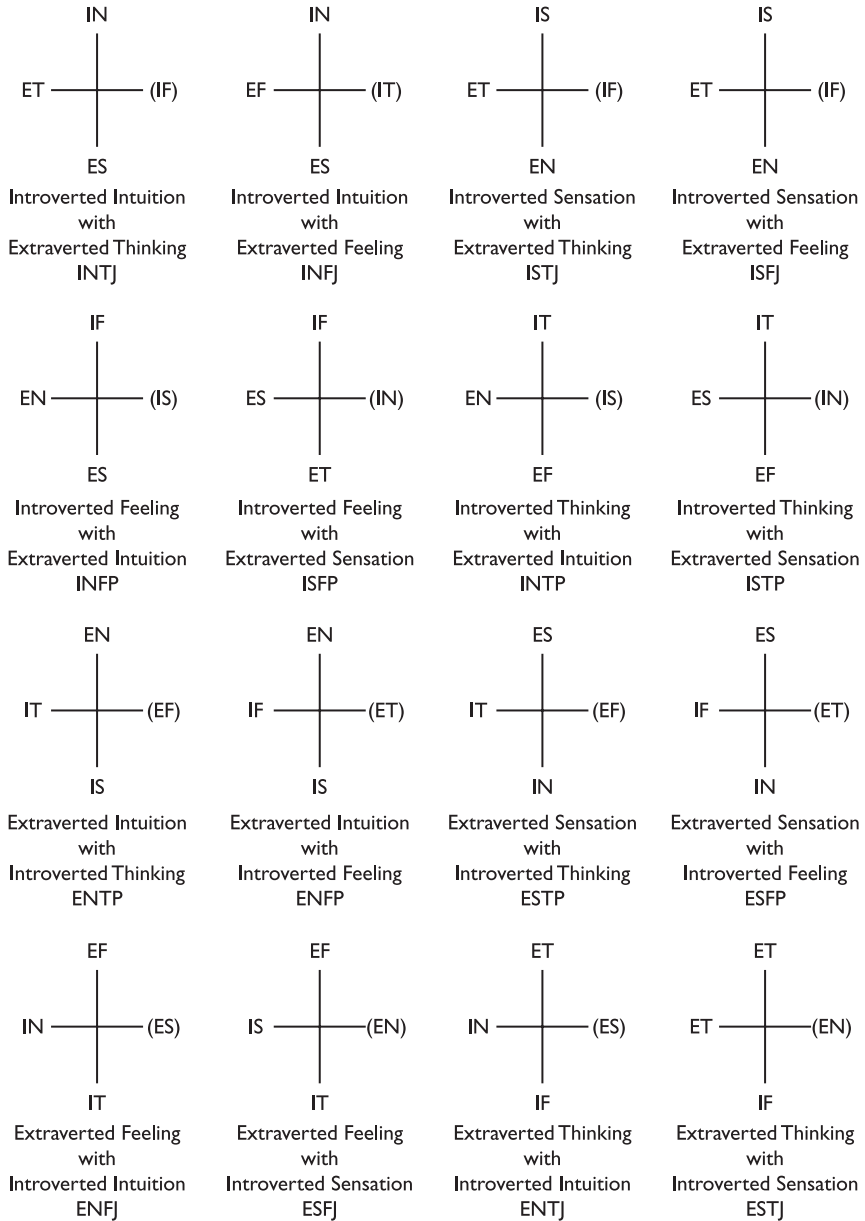 IN IN IS IS
ET (IF) EF (IT) ET (IF) ET (IF)
ES ES EN EN
Introverted Intuition Introverted Intuition Introverted Sensation Introverted Sensation
with with with with
Extraverted Thinking Extraverted Feeling Extraverted Thinking Extraverted Feeling
INTJ INFJ ISTJ ISFJ
IF IF IT IT
EN (IS) ES (IN) EN (IS) ES (IN)
ES ET EF EF
Introverted Feeling Introverted Feeling Introverted Thinking Introverted Thinking
with with with with
Extraverted Intuition Extraverted Sensation Extraverted Intuition Extraverted Sensation
INFP ISFP INTP ISTP
EN EN ES ES
IT (EF) IF (ET) IT (EF) IF (ET)
IS IS IN IN
Extraverted Intuition Extraverted Intuition Extraverted Sensation Extraverted Sensation
with with with with
Introverted Thinking Introverted Feeling Introverted Thinking Introverted Feeling
ENTP ENFP ESTP ESFP
EF EF ET ET
IN (ES) IS (EN) IN (ES) ET (EN)
IT IT IF IF
Extraverted Feeling Extraverted Feeling Extraverted Thinking Extraverted Thinking
with with with with
Introverted Intuition Introverted Sensation Introverted Intuition Introverted Sensation
ENFJ ESFJ ENTJ ESTJ